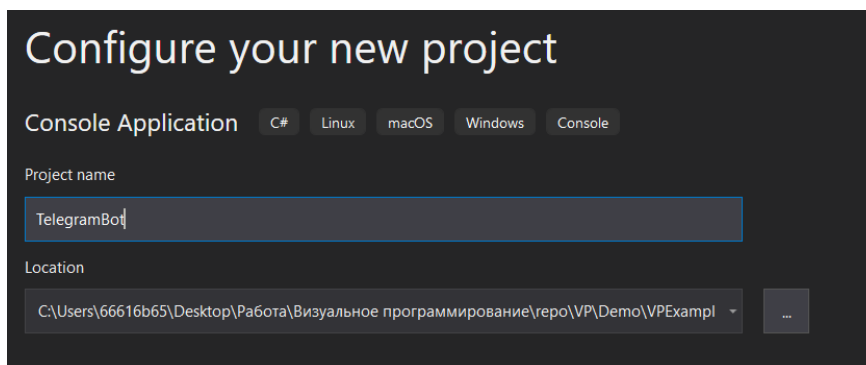 Configure your new project
Console Application C# Linux macOS Windows Console
Project name
TelegramBot
Location
C:\Users\66616b65\Desktop\Работа\Визуальное программирование\repo\VP\Demo\VPExampl ...